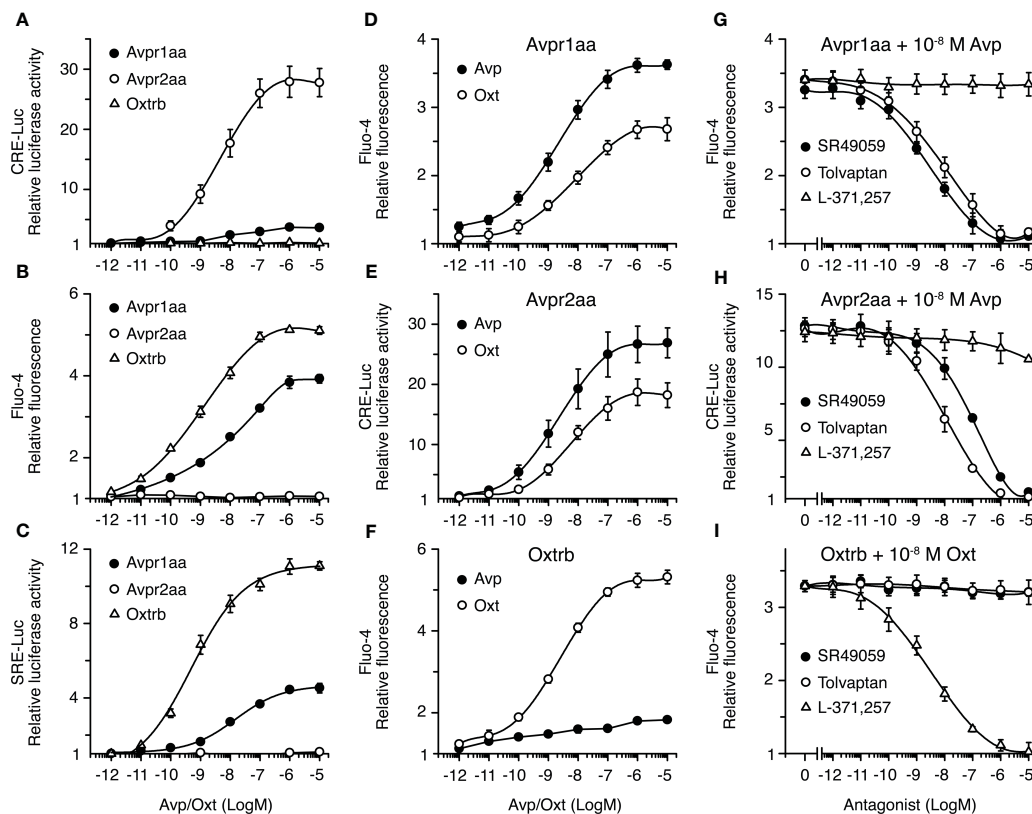 A
CRE-Luc
Relative luciferase activity
Avpr1aa
Avpr2aa
Oxtrb
30
20
10
1
-12 -11 -10 -9 -8 -7 -6 -5
B
Fluo-4
Relative fluorescence
Avpr1aa
Avpr2aa
Oxtrb
6
4
2
1
-12 -11 -10 -9 -8 -7 -6 -5
C
SRE-Luc
Relative luciferase activity
Avpr1aa
Avpr2aa
Oxtrb
12
8
4
1
-12 -11 -10 -9 -8 -7 -6 -5
Avp/Oxt (LogM)
D
Avpr1aa
Fluo-4
Relative fluorescence
Avp
Oxt
4
3
2
1
-12 -11 -10 -9 -8 -7 -6 -5
E
Avpr2aa
CRE-Luc
Relative luciferase activity
Avp
Oxt
30
20
10
1
-12 -11 -10 -9 -8 -7 -6 -5
F
Oxtrb
Fluo-4
Relative fluorescence
Avp
Oxt
6
4
2
1
-12 -11 -10 -9 -8 -7 -6 -5
Avp/Oxt (LogM)
G
Avpr1aa + 10-8 M Avp
Fluo-4
Relative fluorescence
SR49059
Tolvaptan
L-371,257
4
3
2
1
0 -12 -11 -10 -9 -8 -7 -6 -5
H
Avpr2aa + 10-8 M Avp
CRE-Luc
Relative luciferase activity
SR49059
Tolvaptan
L-371,257
15
10
5
1
0 -12 -11 -10 -9 -8 -7 -6 -5
I
Oxtrb + 10-8 M Oxt
Fluo-4
Relative fluorescence
SR49059
Tolvaptan
L-371,257
3
2
1
0 -12 -11 -10 -9 -8 -7 -6 -5
Antagonist (LogM)